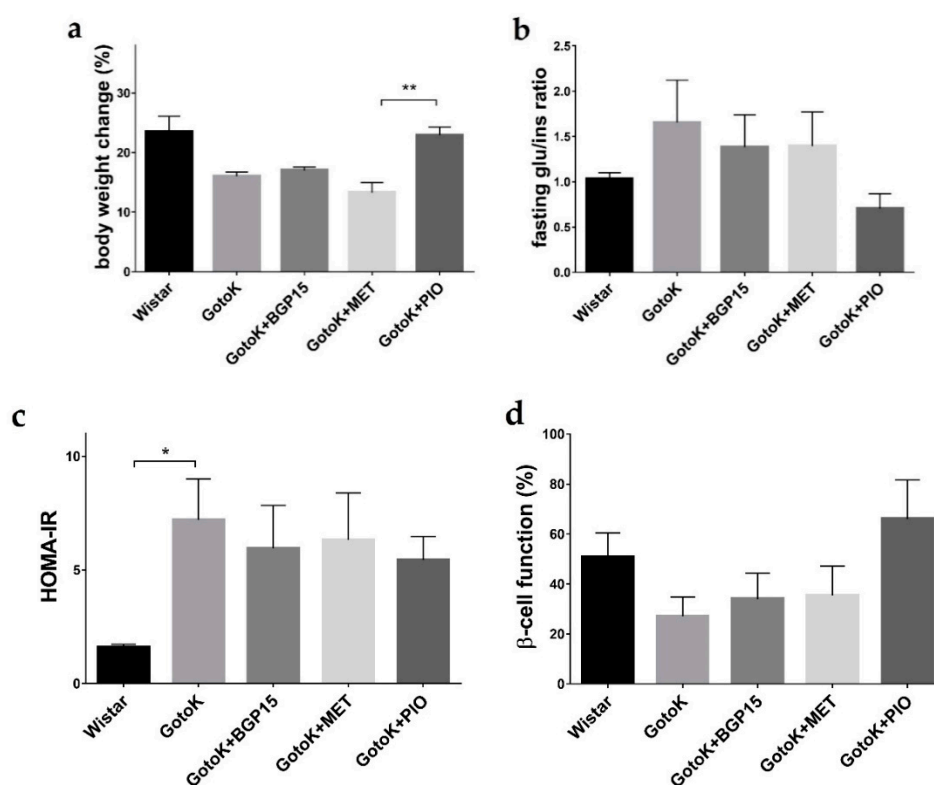 a
body weight change (%)
30
20
10
0
**
Wistar
GotoK
GotoK+BGP15
GotoK+MET
GotoK+PIO
b
fasting glu/ins ratio
2.5
2.0
1.5
1.0
0.5
0.0
Wistar
GotoK
GotoK+BGP15
GotoK+MET
GotoK+PIO
c
HOMA-IR
10
5
0
*
Wistar
GotoK
GotoK+BGP15
GotoK+MET
GotoK+PIO
d
β-cell function (%)
100
80
60
40
20
0
Wistar
GotoK
GotoK+BGP15
GotoK+MET
GotoK+PIO